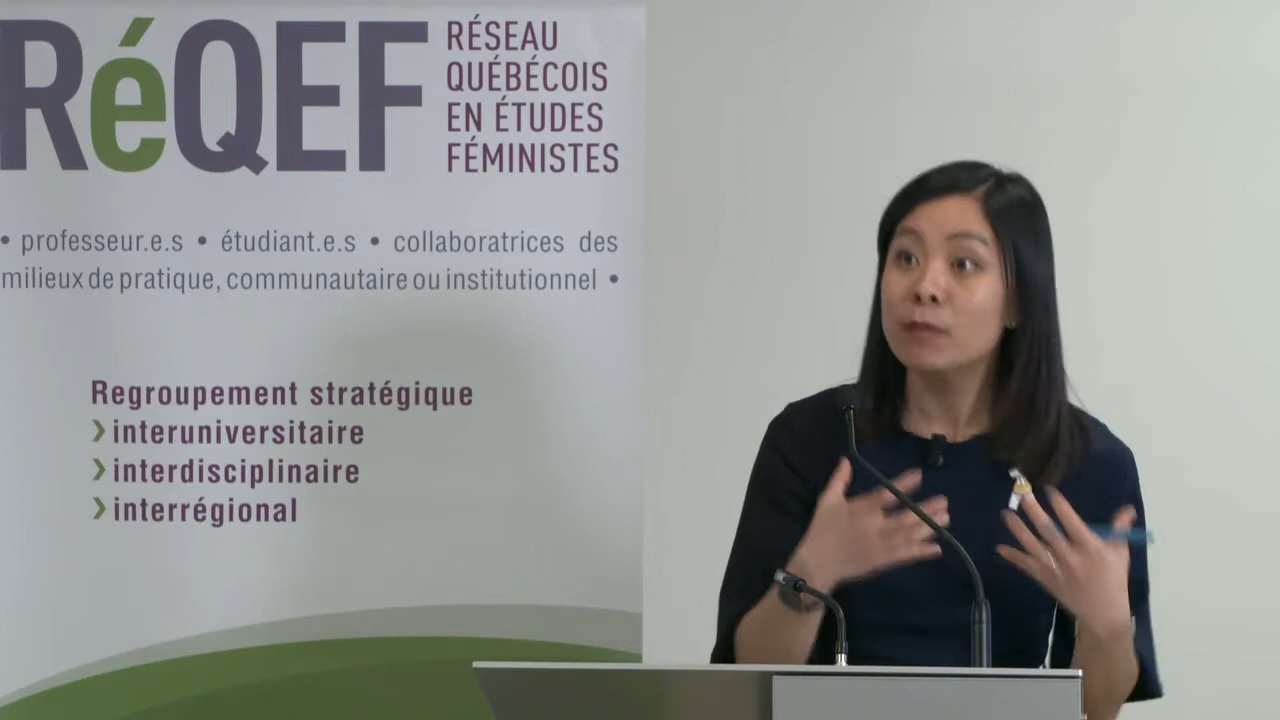 RéQEF
RÉSEAU
QUÉBÉCOIS
EN ÉTUDES
FÉMINISTES
• professeur.e.s • étudiant.e.s • collaboratrices des
milieux de pratique, communautaire ou institutionnel •
Regroupement stratégique
› interuniversitaire
› interdisciplinaire
› interrégional